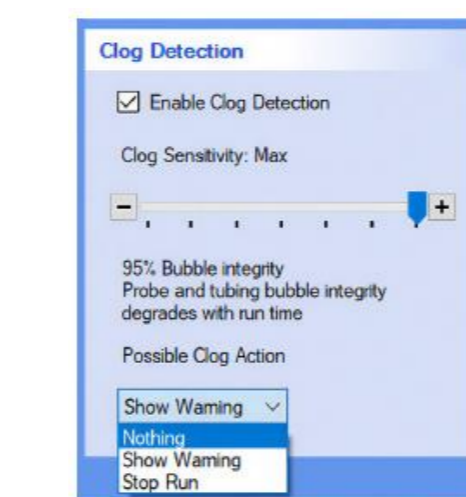 Clog Detection
Enable Clog Detection
Clog Sensitivity: Max
95% Bubble integrity
Probe and tubing bubble integrity
degrades with run time
Possible Clog Action
Show Warning
Nothing
Show Warning
Stop Run